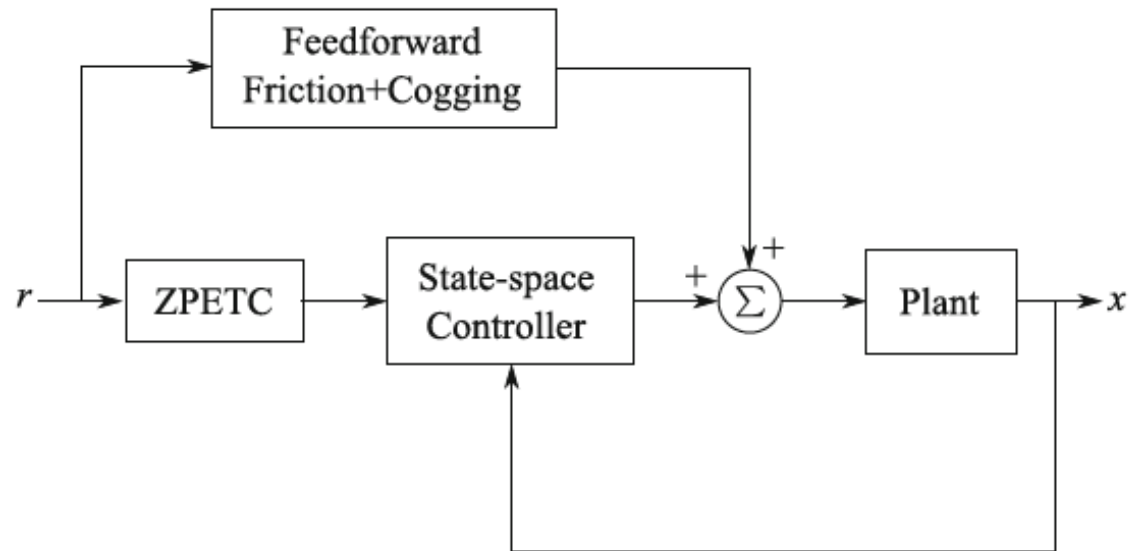 Feedforward
Friction+Cogging
r
ZPETC
State-space
Controller
+
+
Σ
Plant
x